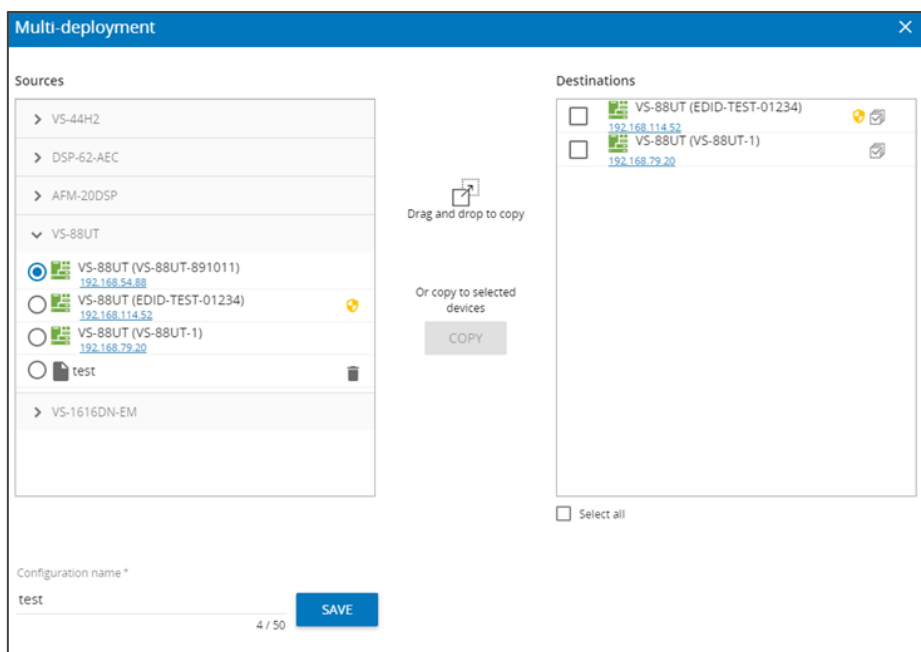 Multi-deployment
Sources
VS-44H2
DSP-62-AEC
AFM-20DSP
VS-88UT
VS-88UT (VS-88UT-891011)
192.168.54.88
VS-88UT (EDID-TEST-01234)
192.168.114.52
VS-88UT (VS-88UT-1)
192.168.79.20
test
VS-1616DN-EM
Drag and drop to copy
Or copy to selected
devices
COPY
Destinations
VS-88UT (EDID-TEST-01234)
192.168.114.52
VS-88UT (VS-88UT-1)
192.168.79.20
Select all
Configuration name *
test
4 / 50
SAVE